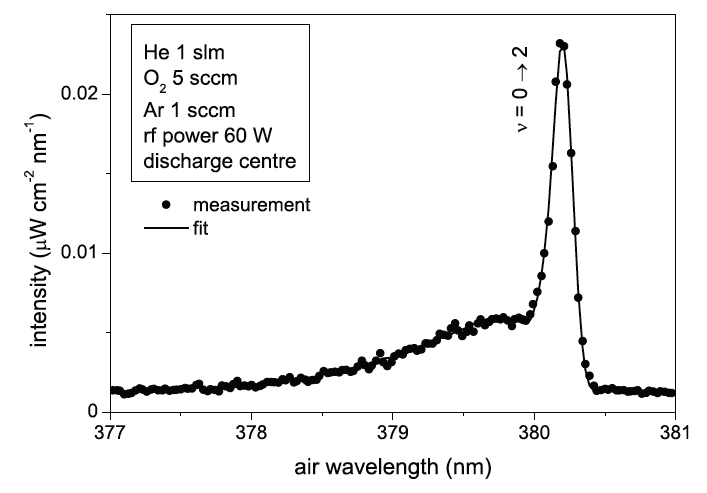 He 1 slm
O₂ 5 sccm
Ar 1 sccm
rf power 60 W
discharge centre
measurement
fit
ν = 0 → 2
intensity (μW cm⁻² nm⁻¹)
0.02
0.01
0
377 378 379 380 381
air wavelength (nm)